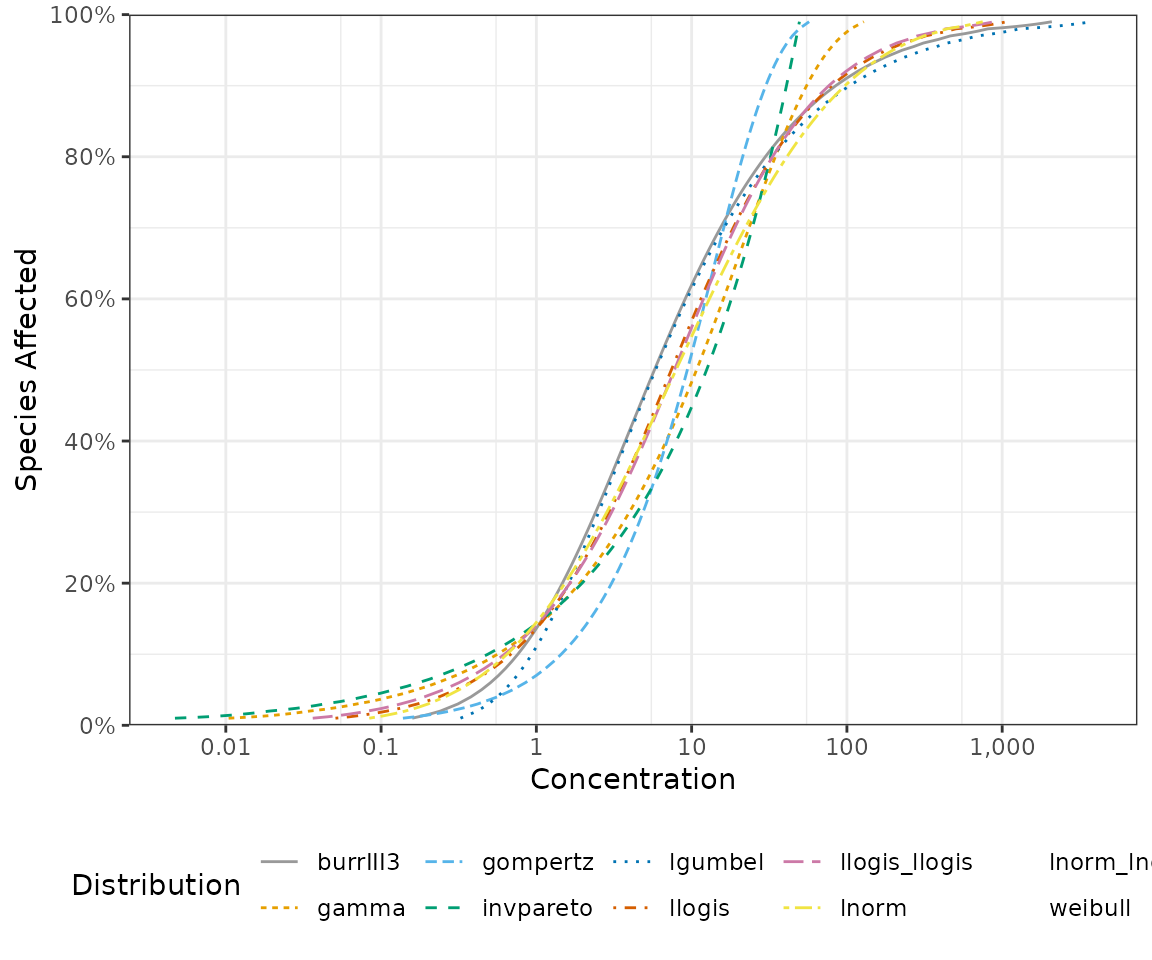 100%
80%
60%
40%
20%
0%
Species Affected
0.01 0.1 1 10 100 1,000
Concentration
Distribution
burrIII3 gompertz lgumbel llogis_llogis lnorm_ln
gamma invpareto llogis lnorm weibull